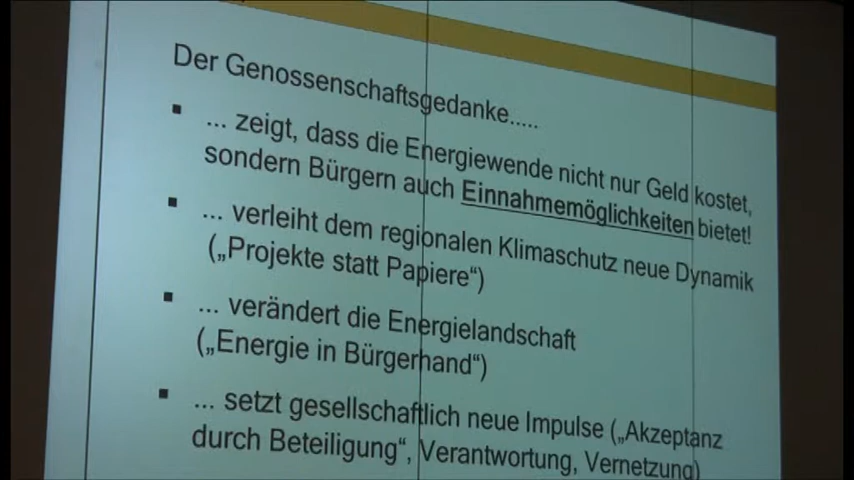 Der Genossenschaftsgedanke.....
▪ ... zeigt, dass die Energiewende nicht nur Geld kostet,
sondern Bürgern auch Einnahmemöglichkeiten bietet!
▪ ... verleiht dem regionalen Klimaschutz neue Dynamik
(„Projekte statt Papiere“)
▪ ... verändert die Energielandschaft
(„Energie in Bürgerhand“)
▪ ... setzt gesellschaftlich neue Impulse („Akzeptanz
durch Beteiligung“, Verantwortung, Vernetzung)